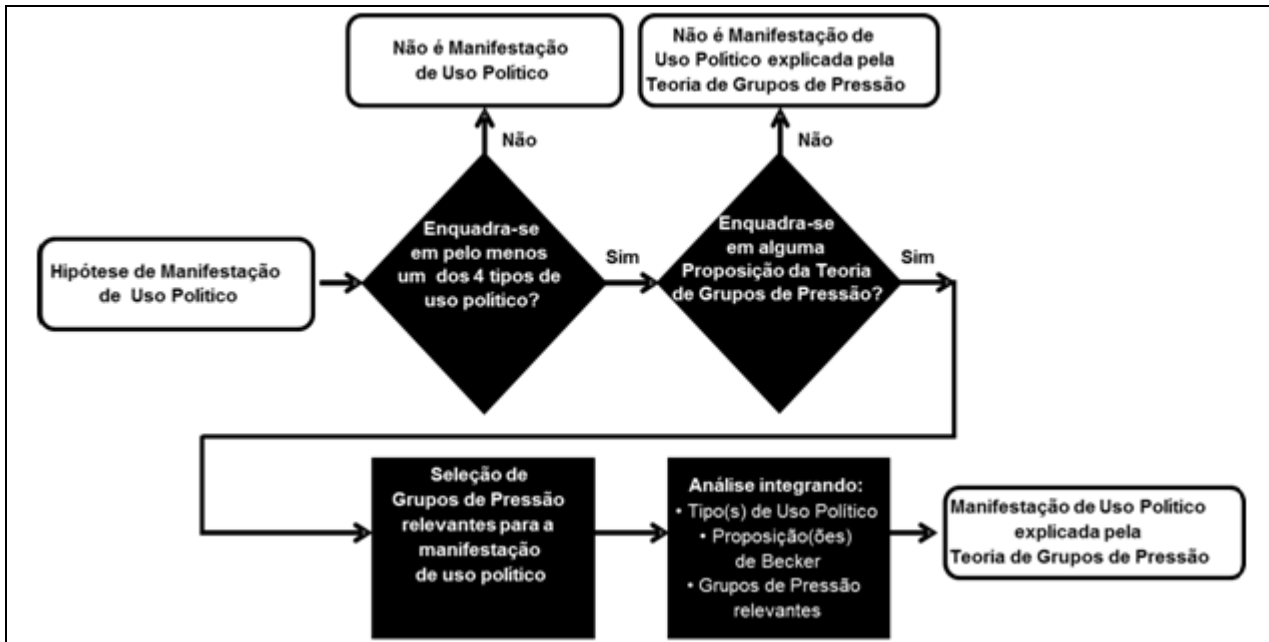 Não é Manifestação
de Uso Político
Não é Manifestação de
Uso Político explicada pela
Teoria de Grupos de Pressão
Não
Não
Hipótese de Manifestação
de Uso Político
Enquadra-se
em pelo menos
um dos 4 tipos de
uso político?
Sim
Enquadra-se
em alguma
Proposição da Teoria
de Grupos de Pressão?
Sim
Seleção de
Grupos de Pressão
relevantes para a
manifestação
de uso político
Análise integrando:
• Tipo(s) de Uso Político
• Proposição(ões)
de Becker
• Grupos de Pressão
relevantes
Manifestação de Uso Político
explicada pela
Teoria de Grupos de Pressão